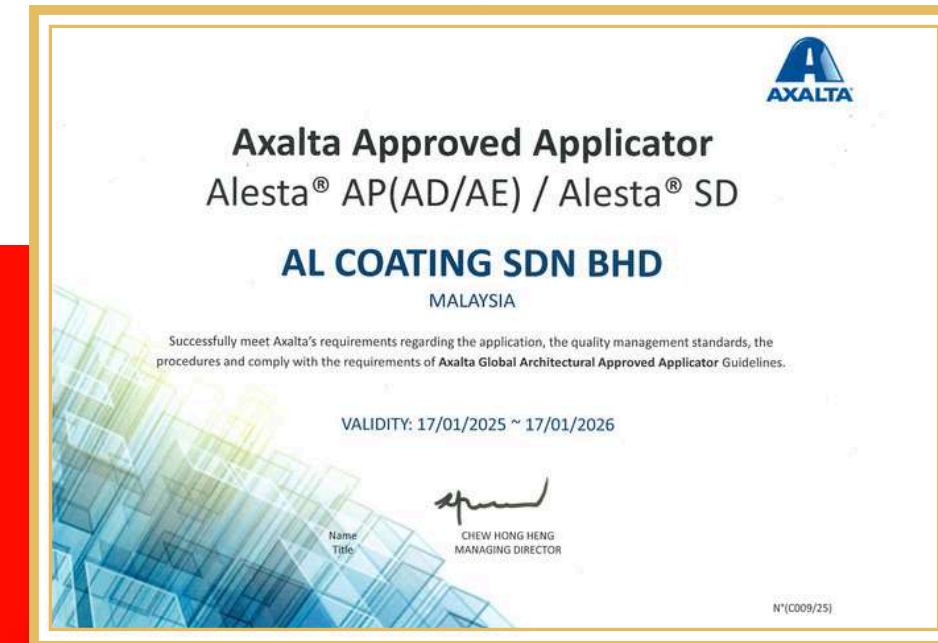 AXALTA
Axalta Approved Applicator
Alesta® AP(AD/AE) / Alesta® SD
AL COATING SDN BHD
MALAYSIA
Successfully meet Axalta's requirements regarding the application, the quality management standards, the
procedures and comply with the requirements of Axalta Global Architectural Approved Applicator Guidelines.
VALIDITY: 17/01/2025 ~ 17/01/2026
Name CHEW HONG HENG
Title MANAGING DIRECTOR
N°(C009/25)